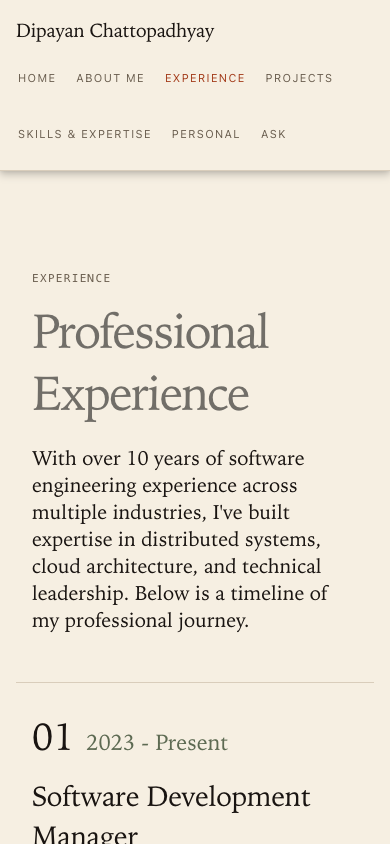 Dipayan Chattopadhyay
HOME ABOUT ME EXPERIENCE PROJECTS
SKILLS & EXPERTISE PERSONAL ASK
EXPERIENCE
Professional
Experience
With over 10 years of software
engineering experience across
multiple industries, I've built
expertise in distributed systems,
cloud architecture, and technical
leadership. Below is a timeline of
my professional journey.
01 2023 - Present
Software Development
Manager